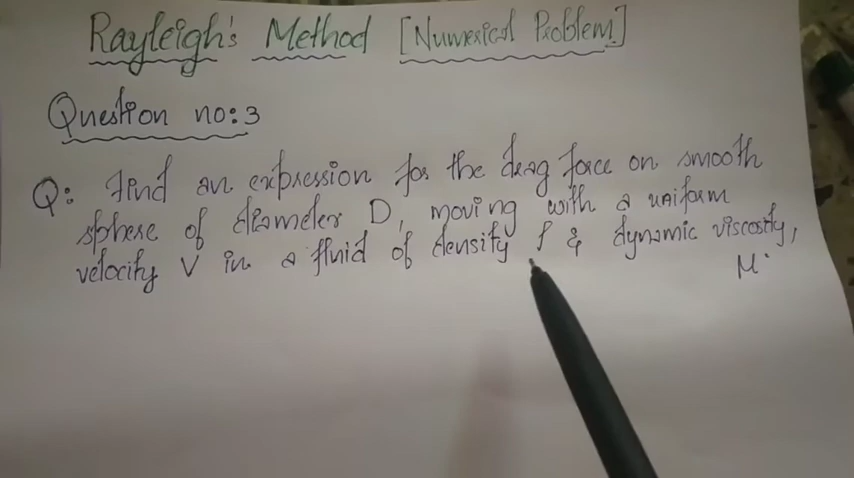 Rayleigh's Method [Numerical Problem]
Question no:3
Q: Find an expression for the drag force on smooth
sphere of diameter D, moving with a uniform
velocity V in a fluid of density ρ & dynamic viscosity,
μ.